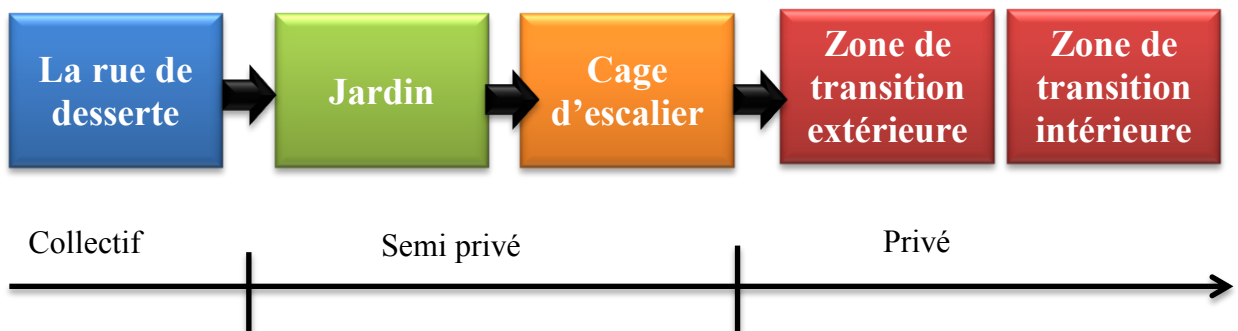 La rue de
desserte
Jardin
Cage
d’escalier
Zone de
transition
extérieure
Zone de
transition
intérieure
Collectif
Semi privé
Privé